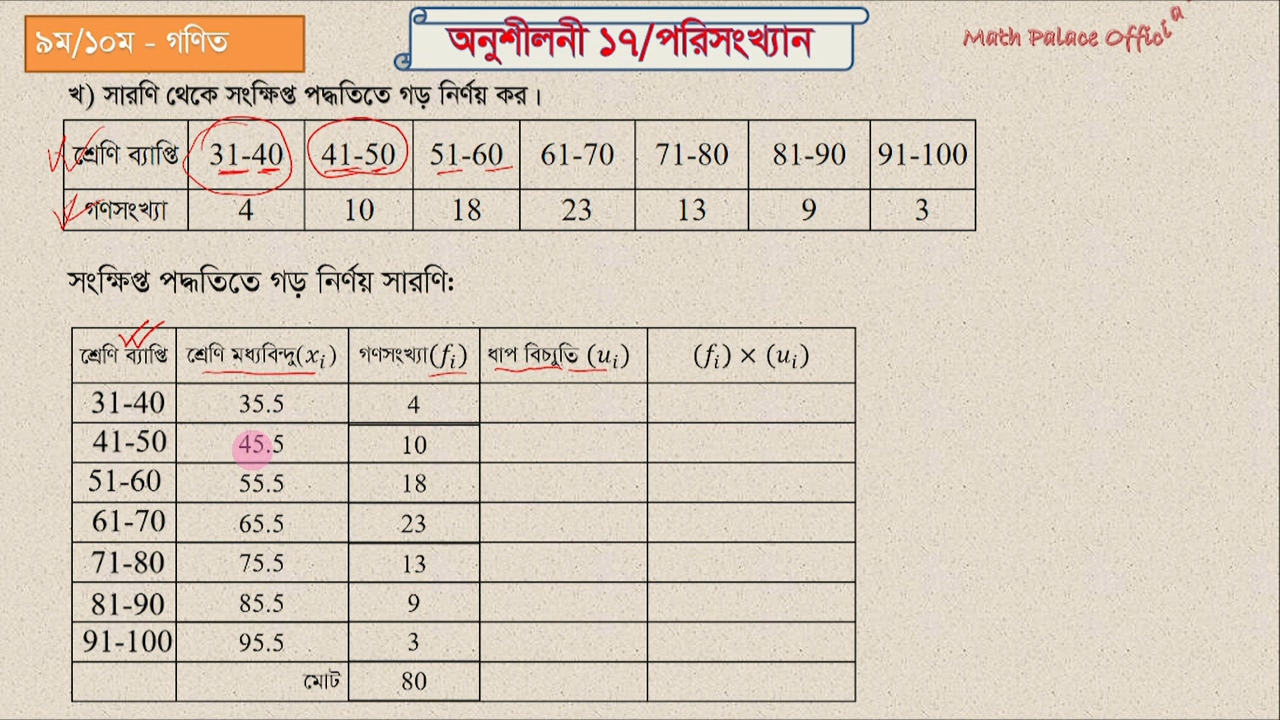 ৯ম/১০ম - গণিত
অনুশীলনী ১৭/পরিসংখ্যান
Math Palace Official
খ) সারণি থেকে সংক্ষিপ্ত পদ্ধতিতে গড় নির্ণয় কর।
শ্রেণি ব্যাপ্তি 31-40 41-50 51-60 61-70 71-80 81-90 91-100
গণসংখ্যা 4 10 18 23 13 9 3
সংক্ষিপ্ত পদ্ধতিতে গড় নির্ণয় সারণি:
শ্রেণি ব্যাপ্তি শ্রেণি মধ্যবিন্দু(xᵢ) গণসংখ্যা(fᵢ) ধাপ বিচ্যুতি (uᵢ) (fᵢ) × (uᵢ)
31-40 35.5 4
41-50 45.5 10
51-60 55.5 18
61-70 65.5 23
71-80 75.5 13
81-90 85.5 9
91-100 95.5 3
মোট 80